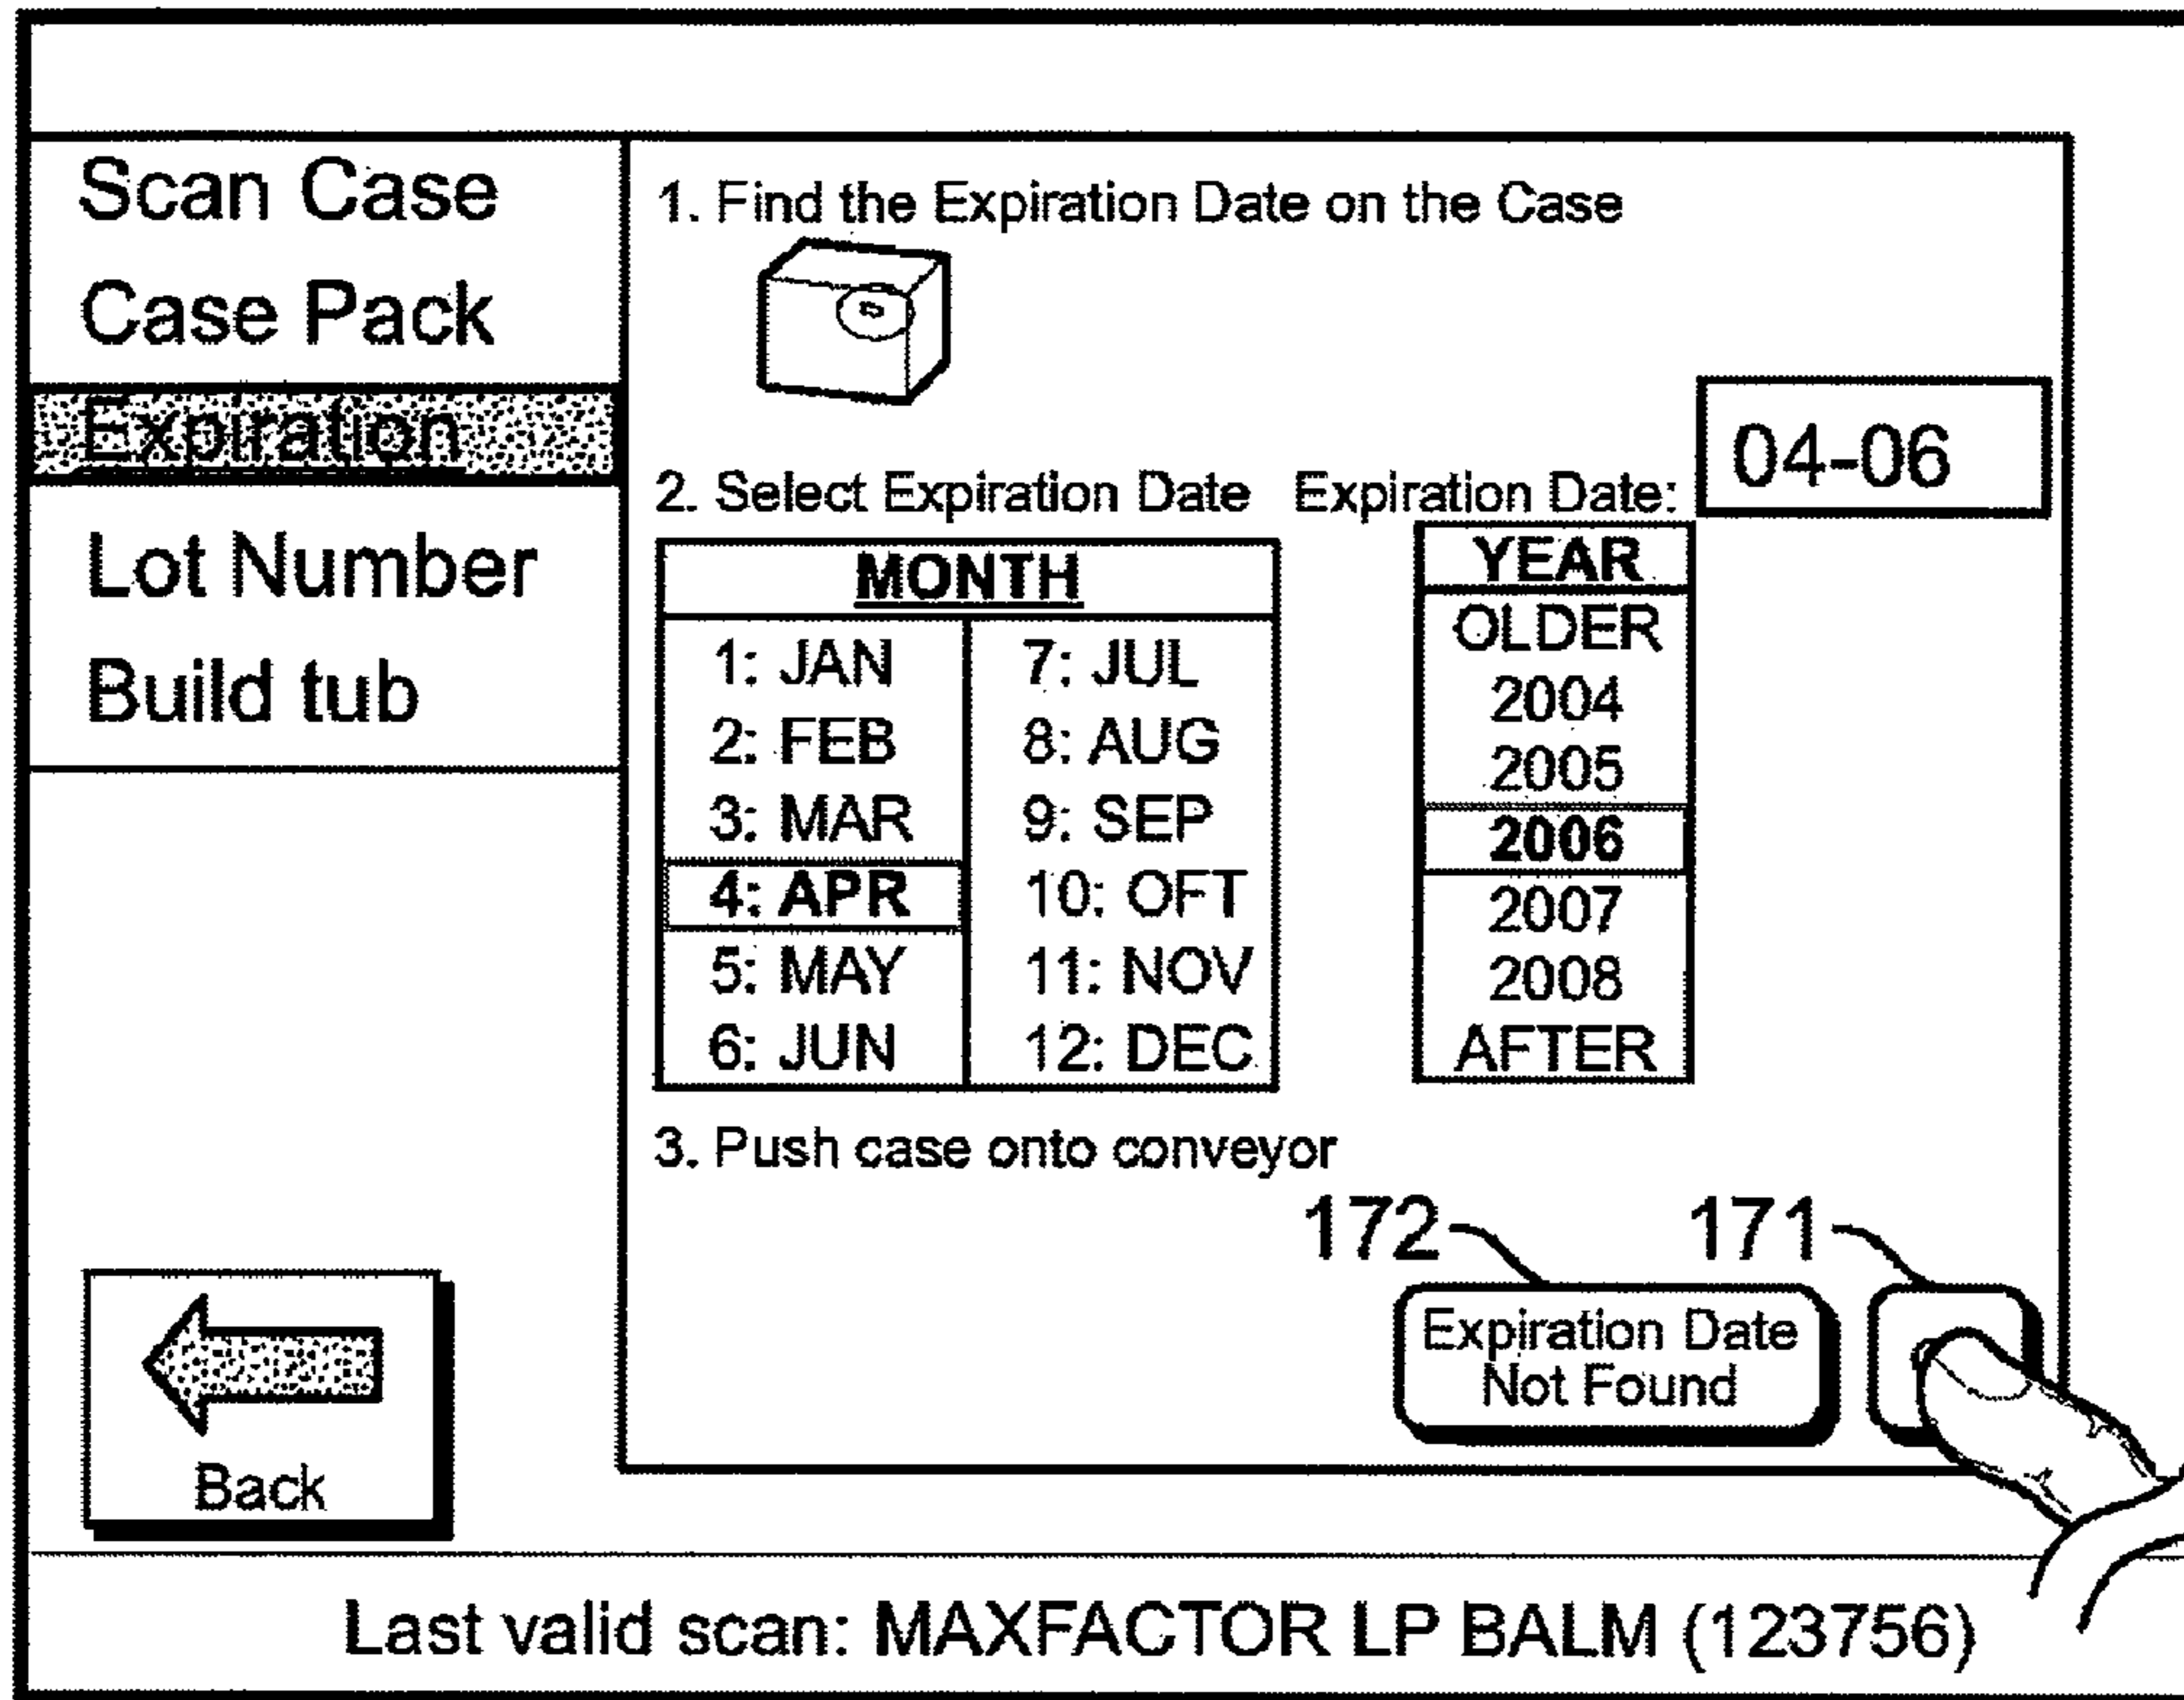 Scan Case
Case Pack
Expiration
Lot Number
Build tub
1. Find the Expiration Date on the Case
2. Select Expiration Date
Expiration Date:
04-06
MONTH
1: JAN
2: FEB
3: MAR
4: APR
5: MAY
6: JUN
7: JUL
8: AUG
9: SEP
10: OFT
11: NOV
12: DEC
YEAR
OLDER
2004
2005
2006
2007
2008
AFTER
3. Push case onto conveyor
172
171
Expiration Date
Not Found
Back
Last valid scan: MAXFACTOR LP BALM (123756)